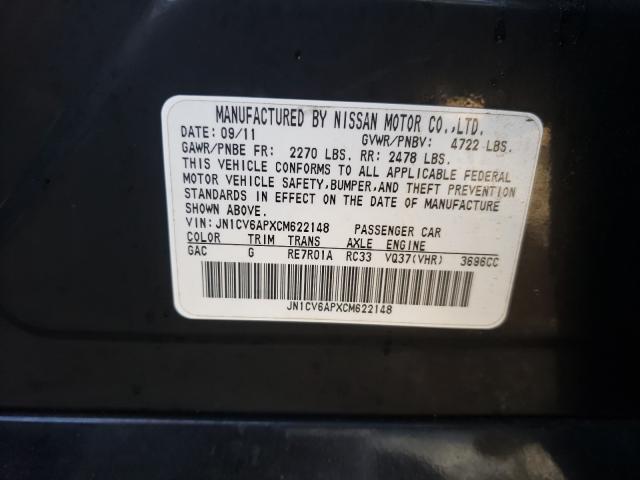 MANUFACTURED BY NISSAN MOTOR CO.,LTD.
DATE: 09/11 GVWR/PNBV: 4722 LBS.
GAWR/PNBE FR: 2270 LBS. RR: 2478 LBS.
THIS VEHICLE CONFORMS TO ALL APPLICABLE FEDERAL
MOTOR VEHICLE SAFETY,BUMPER,AND THEFT PREVENTION
STANDARDS IN EFFECT ON THE DATE OF MANUFACTURE
SHOWN ABOVE.
VIN:JN1CV6APXCM622148 PASSENGER CAR
COLOR TRIM TRANS AXLE ENGINE
GAC G RE7R01A RC33 VQ37(VHR) 3696CC
JN1CV6APXCM622148